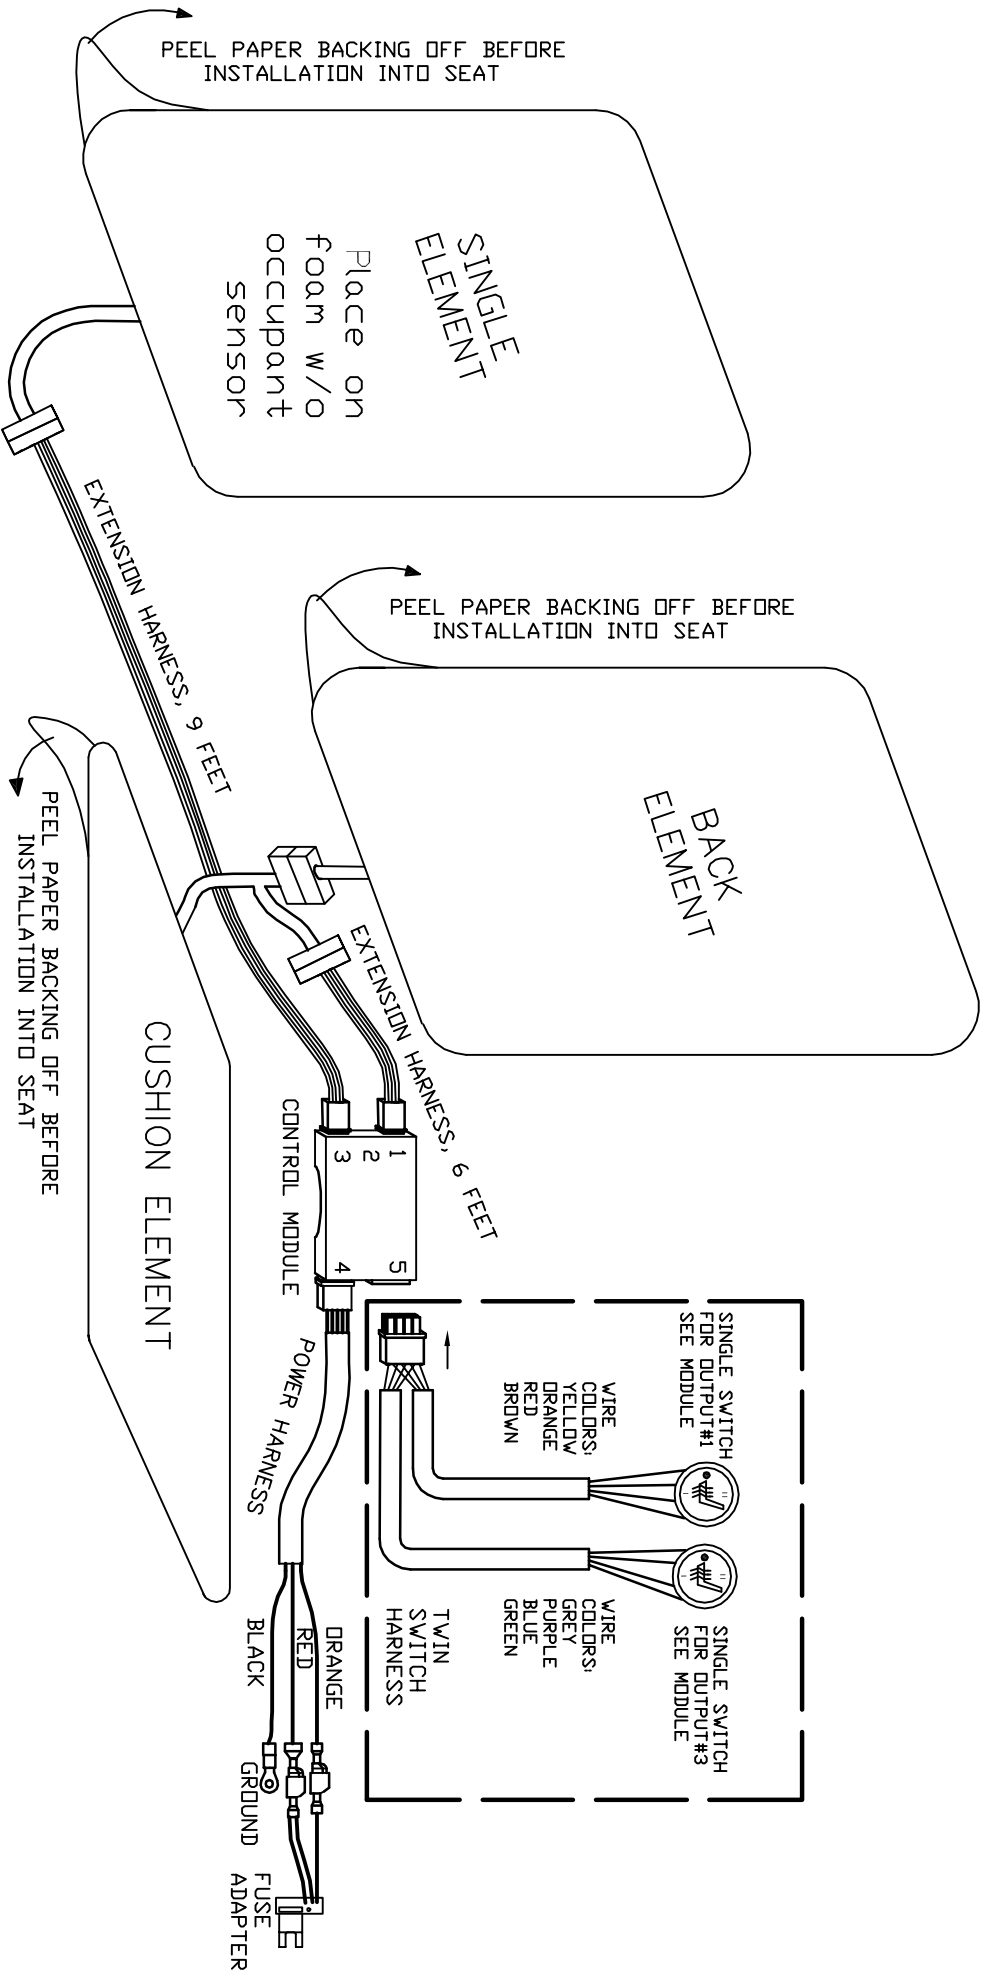 PEEL PAPER BACKING OFF BEFORE
INSTALLATION INTO SEAT
SINGLE
ELEMENT
Place on
foam w/o
occupant
sensor
EXTENSION HARNESS, 9 FEET
PEEL PAPER BACKING OFF BEFORE
INSTALLATION INTO SEAT
BACK
ELEMENT
PEEL PAPER BACKING OFF BEFORE
INSTALLATION INTO SEAT
CUSHION ELEMENT
EXTENSION HARNESS, 6 FEET
CONTROL MODULE
1
2
3
4
5
POWER HARNESS
SINGLE SWITCH
FOR OUTPUT#1
SEE MODULE
WIRE
COLORS:
YELLOW
ORANGE
RED
BROWN
SINGLE SWITCH
FOR OUTPUT#3
SEE MODULE
WIRE
COLORS:
GREY
PURPLE
BLUE
GREEN
TWIN
SWITCH
HARNESS
ORANGE
RED
BLACK
GROUND
FUSE
ADAPTER